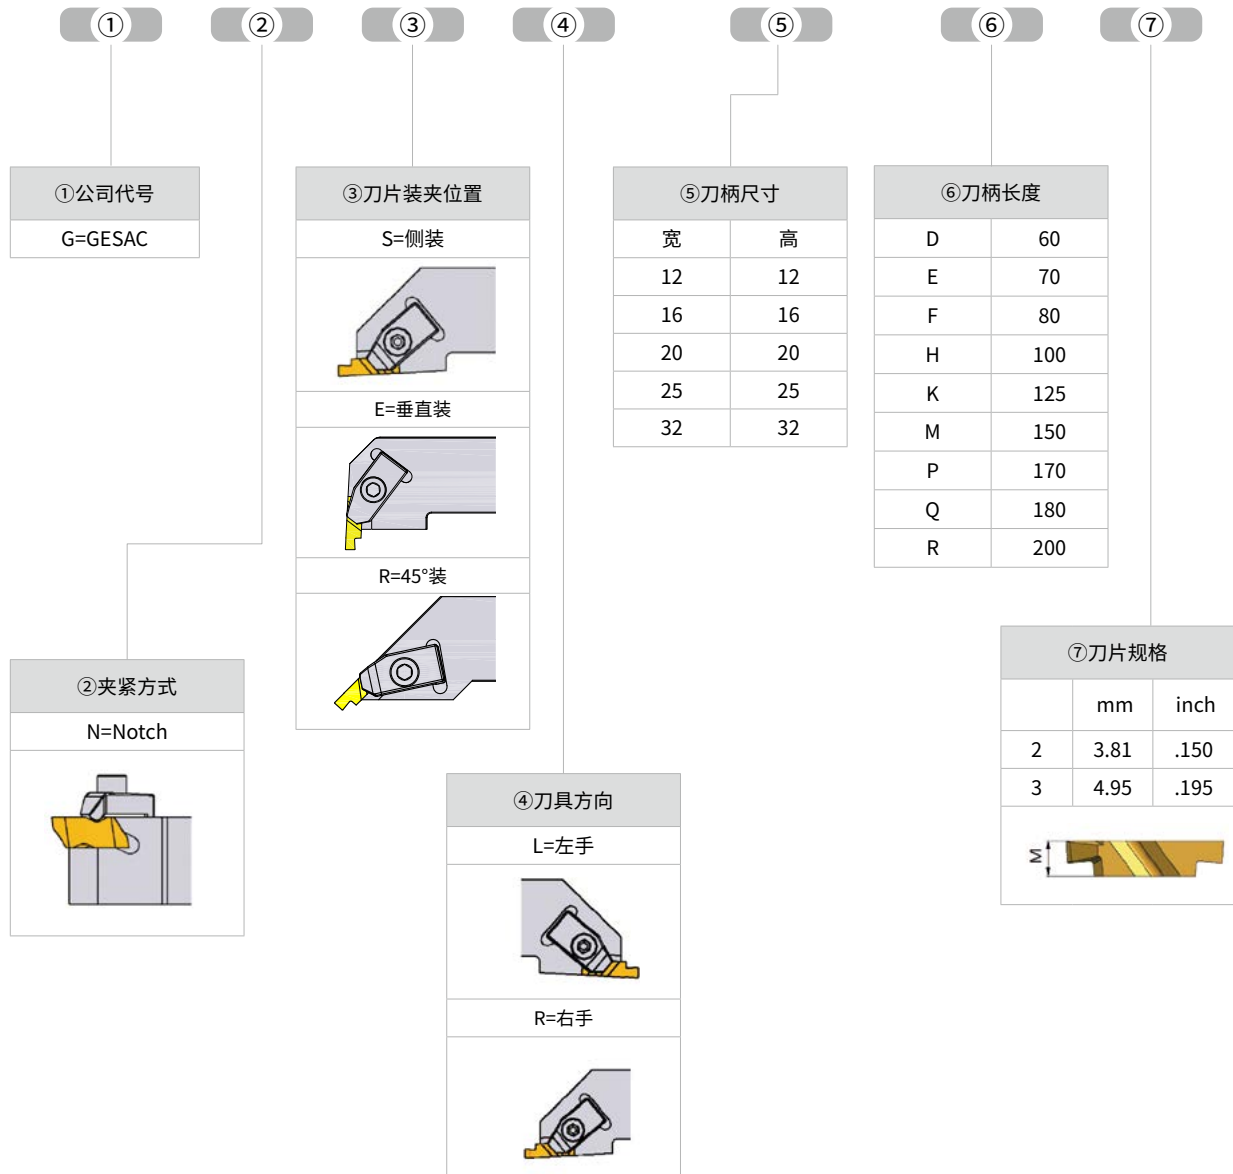 ① ② ③ ④ ⑤ ⑥ ⑦
①公司代号
G=GESAC
②夹紧方式
N=Notch
③刀片装夹位置
S=侧装
E=垂直装
R=45°装
④刀具方向
L=左手
R=右手
⑤刀柄尺寸
宽 高
12 12
16 16
20 20
25 25
32 32
⑥刀柄长度
D 60
E 70
F 80
H 100
K 125
M 150
P 170
Q 180
R 200
⑦刀片规格
mm inch
2 3.81 .150
3 4.95 .195
M